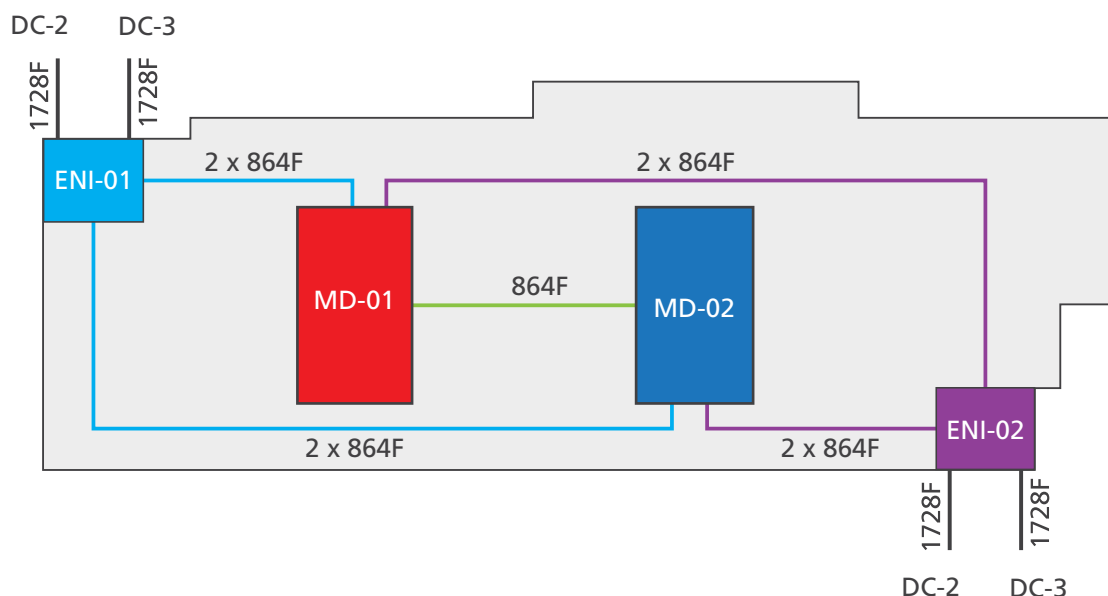 DC-2
DC-3
1728F
1728F
ENI-01
2 x 864F
2 x 864F
MD-01
864F
MD-02
2 x 864F
2 x 864F
ENI-02
1728F
1728F
DC-2
DC-3